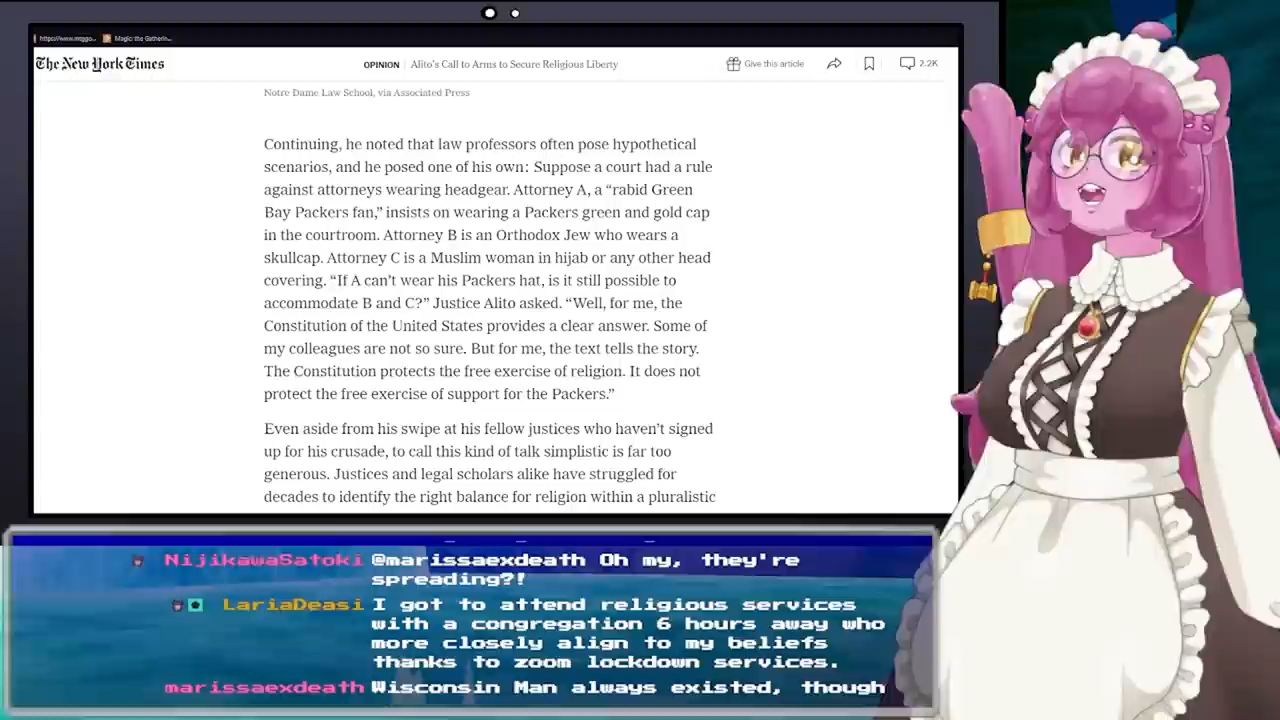 https://www.mtggo...
Magic: the Gatherin...
The New York Times
OPINION | Alito's Call to Arms to Secure Religious Liberty
Give this article
2.2K
Notre Dame Law School, via Associated Press
Continuing, he noted that law professors often pose hypothetical
scenarios, and he posed one of his own: Suppose a court had a rule
against attorneys wearing headgear. Attorney A, a “rabid Green
Bay Packers fan,” insists on wearing a Packers green and gold cap
in the courtroom. Attorney B is an Orthodox Jew who wears a
skullcap. Attorney C is a Muslim woman in hijab or any other head
covering. “If A can’t wear his Packers hat, is it still possible to
accommodate B and C?” Justice Alito asked. “Well, for me, the
Constitution of the United States provides a clear answer. Some of
my colleagues are not so sure. But for me, the text tells the story.
The Constitution protects the free exercise of religion. It does not
protect the free exercise of support for the Packers.”
Even aside from his swipe at his fellow justices who haven’t signed
up for his crusade, to call this kind of talk simplistic is far too
generous. Justices and legal scholars alike have struggled for
decades to identify the right balance for religion within a pluralistic
NijikawaSatoki @marissaexdeath Oh my, they're
spreading?!
LariaDeasi I got to attend religious services
with a congregation 6 hours away who
more closely align to my beliefs
thanks to zoom lockdown services.
marissaexdeath Wisconsin Man always existed, though